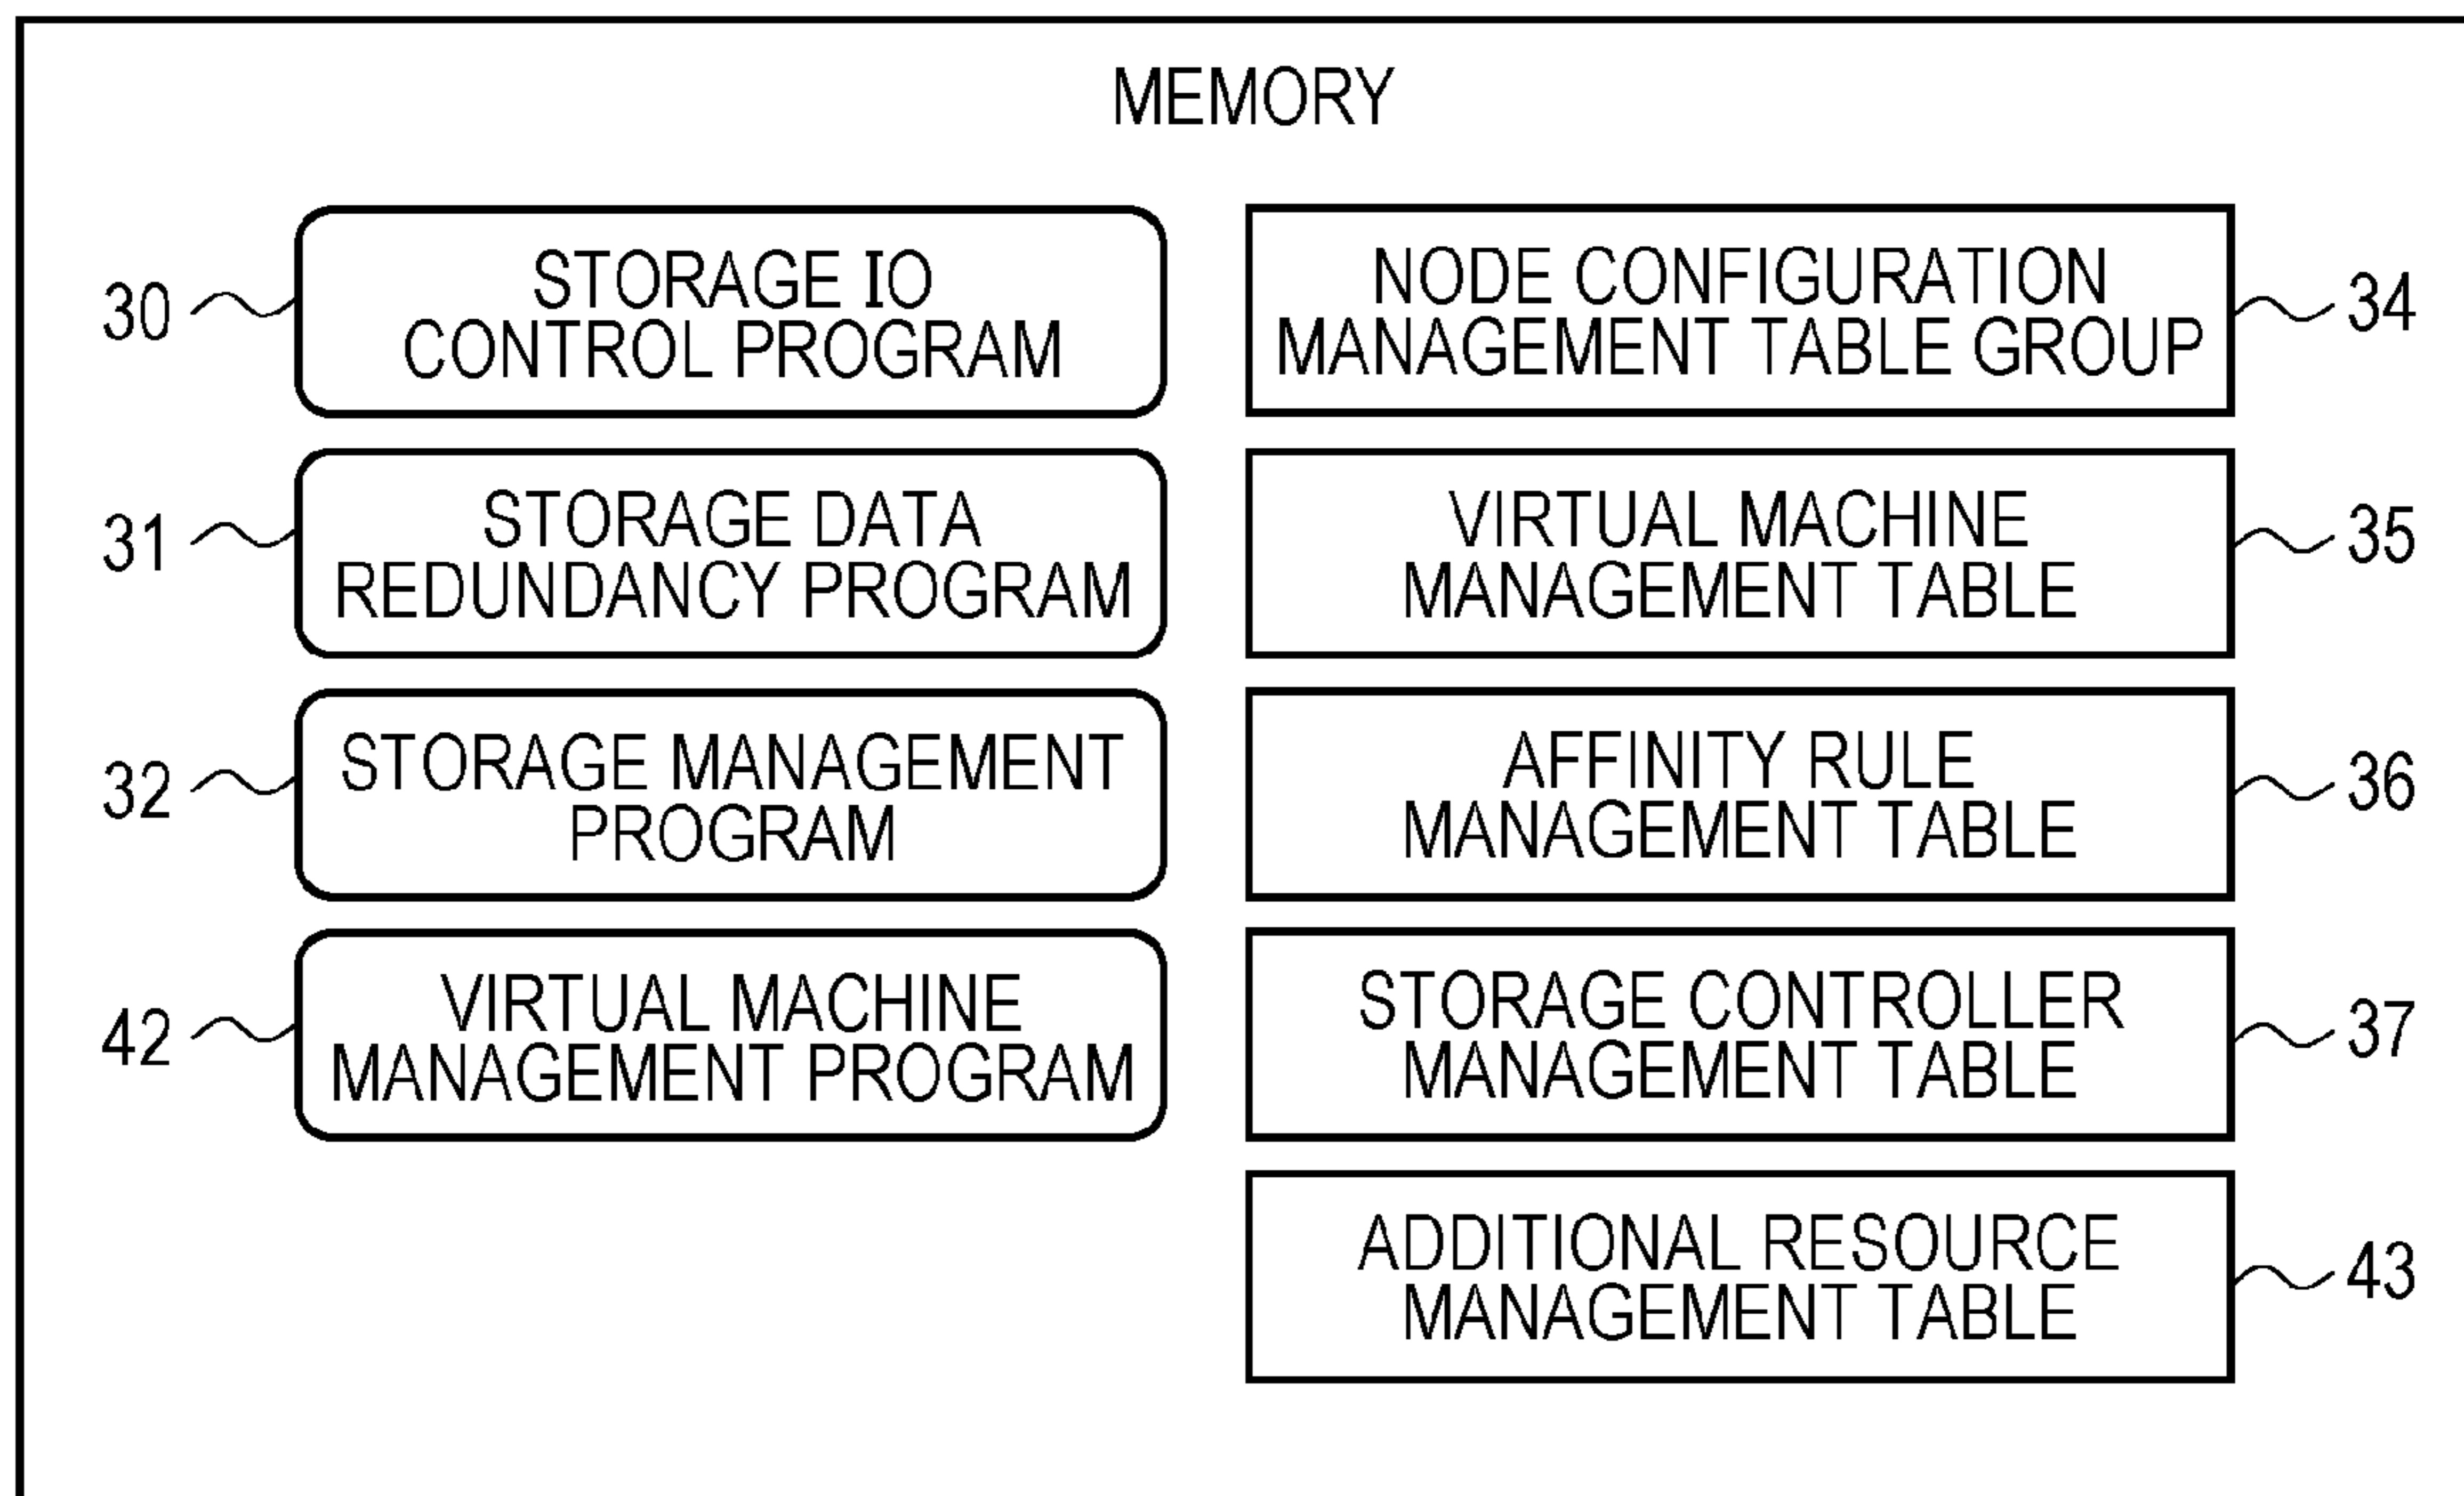 MEMORY
30
STORAGE IO
CONTROL PROGRAM
31
STORAGE DATA
REDUNDANCY PROGRAM
32
STORAGE MANAGEMENT
PROGRAM
42
VIRTUAL MACHINE
MANAGEMENT PROGRAM
NODE CONFIGURATION
MANAGEMENT TABLE GROUP
34
VIRTUAL MACHINE
MANAGEMENT TABLE
35
AFFINITY RULE
MANAGEMENT TABLE
36
STORAGE CONTROLLER
MANAGEMENT TABLE
37
ADDITIONAL RESOURCE
MANAGEMENT TABLE
43